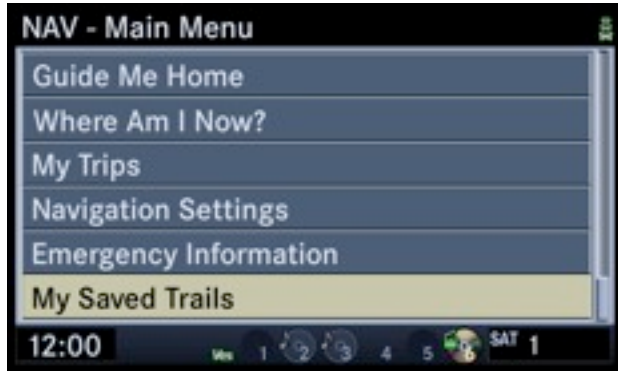 NAV - Main Menu
Guide Me Home
Where Am I Now?
My Trips
Navigation Settings
Emergency Information
My Saved Trails
12:00 Ves 1 2 3 4 5 6 SAT 1